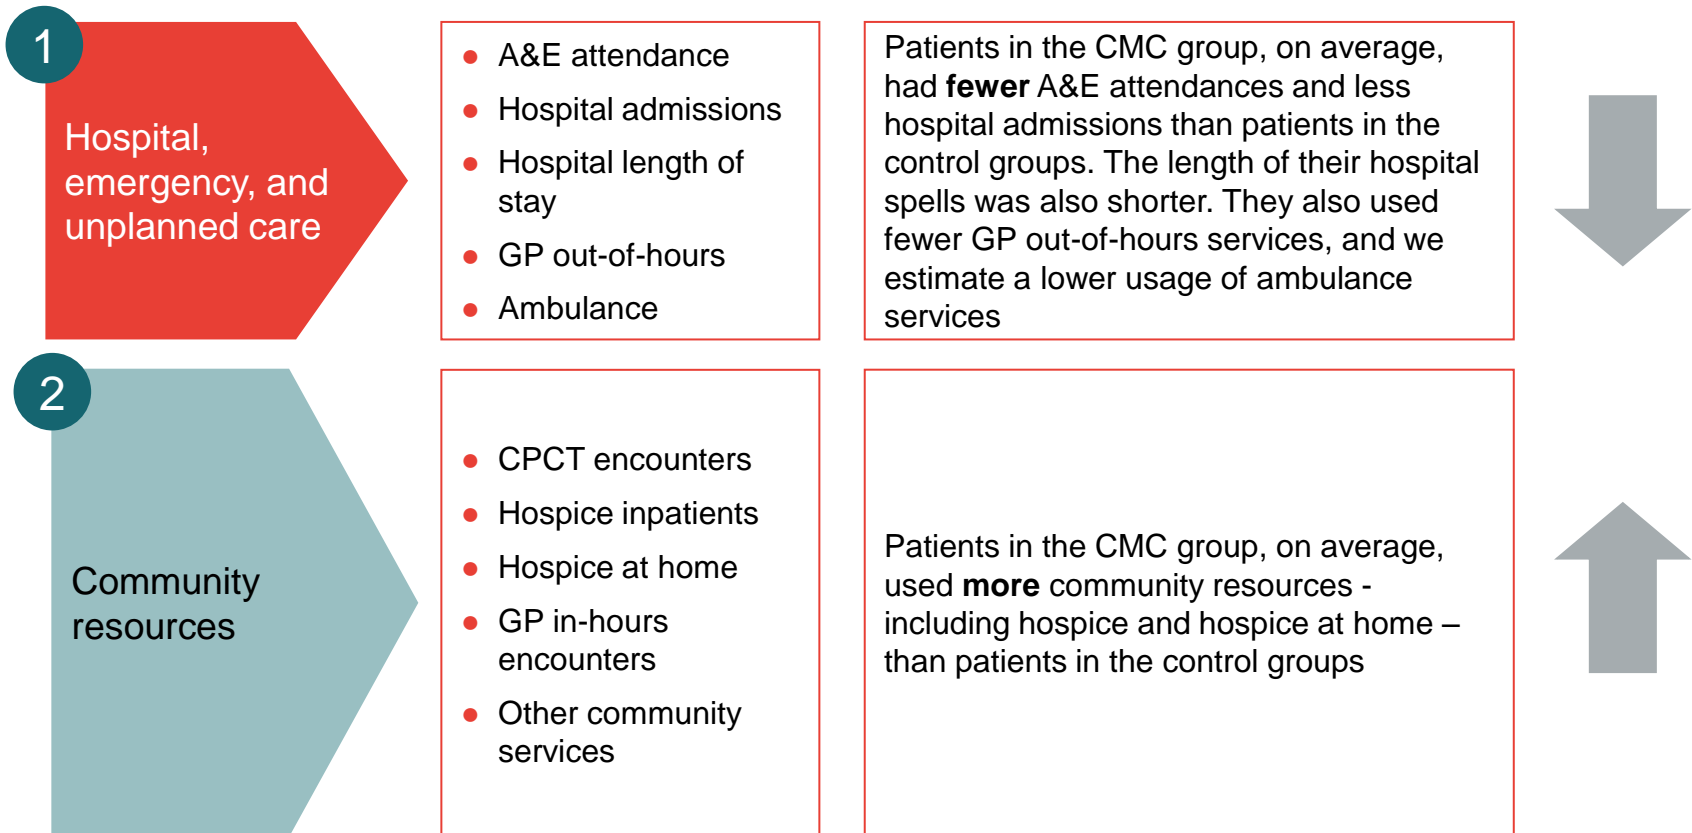 1
Hospital,
emergency, and
unplanned care
● A&E attendance
● Hospital admissions
● Hospital length of
stay
● GP out-of-hours
● Ambulance
Patients in the CMC group, on average,
had fewer A&E attendances and less
hospital admissions than patients in the
control groups. The length of their hospital
spells was also shorter. They also used
fewer GP out-of-hours services, and we
estimate a lower usage of ambulance
services
2
Community
resources
● CPCT encounters
● Hospice inpatients
● Hospice at home
● GP in-hours
encounters
● Other community
services
Patients in the CMC group, on average,
used more community resources -
including hospice and hospice at home –
than patients in the control groups